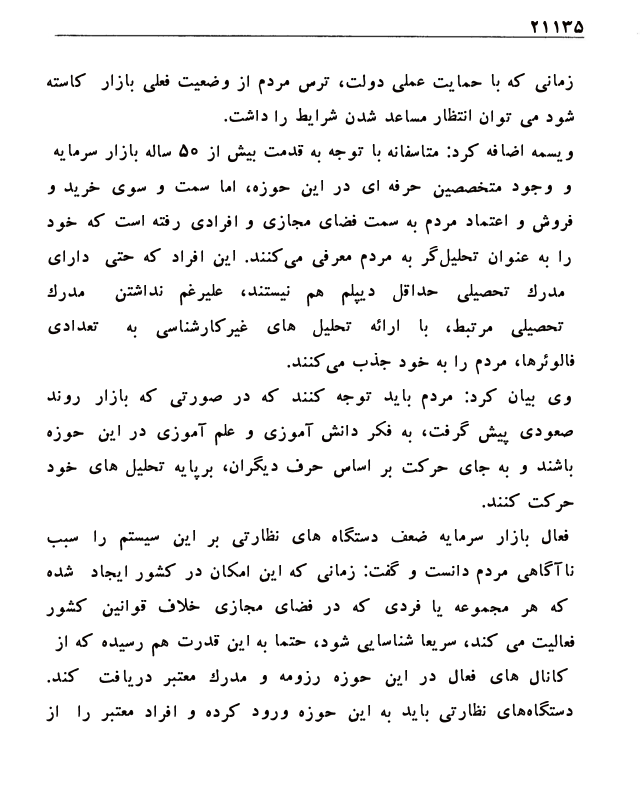 ۲۱۱۳۵
زمانی که با حمایت عملی دولت، ترس مردم از وضعیت فعلی بازار کاسته
شود می توان انتظار مساعد شدن شرایط را داشت.
ویسمه اضافه کرد: متاسفانه با توجه به قدمت بیش از ۵۰ ساله بازار سرمایه
و وجود متخصصین حرفه ای در این حوزه، اما سمت و سوی خرید و
فروش و اعتماد مردم به سمت فضای مجازی و افرادی رفته است که خود
را به عنوان تحلیل‌گر به مردم معرفی می‌کنند. این افراد که حتی دارای
مدرك تحصیلی حداقل دیپلم هم نیستند، علیرغم نداشتن مدرك
تحصیلی مرتبط، با ارائه تحلیل های غیرکارشناسی به تعدادی
فالوئرها، مردم را به خود جذب می‌کنند.
وی بیان کرد: مردم باید توجه کنند که در صورتی که بازار روند
صعودی پیش گرفت، به فکر دانش آموزی و علم آموزی در این حوزه
باشند و به جای حرکت بر اساس حرف دیگران، برپایه تحلیل های خود
حرکت کنند.
فعال بازار سرمایه ضعف دستگاه های نظارتی بر این سیستم را سبب
ناآگاهی مردم دانست و گفت: زمانی که این امکان در کشور ایجاد شده
که هر مجموعه یا فردی که در فضای مجازی خلاف قوانین کشور
فعالیت می کند، سریعا شناسایی شود، حتما به این قدرت هم رسیده که از
کانال های فعال در این حوزه رزومه و مدرك معتبر دریافت کند.
دستگاه‌های نظارتی باید به این حوزه ورود کرده و افراد معتبر را از